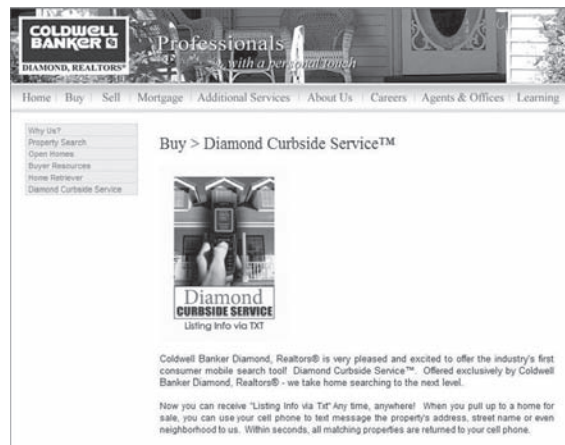 COLDWELL
BANKER
DIAMOND, REALTORS®
Professionals
with a personal touch
Home Buy Sell Mortgage Additional Services About Us Careers Agents & Offices Learning
Why Us?
Property Search
Open Homes
Buyer Resources
Home Retriever
Diamond Curbside Service
Buy > Diamond Curbside Service™
Diamond
CURBSIDE SERVICE
Listing Info via TXT
Coldwell Banker Diamond, Realtors® is very pleased and excited to offer the industry's first
consumer mobile search tool! Diamond Curbside Service™. Offered exclusively by Coldwell
Banker Diamond, Realtors® - we take home searching to the next level.
Now you can receive "Listing Info via Txt" Any time, anywhere! When you pull up to a home for
sale, you can use your cell phone to text message the property's address, street name or even
neighborhood to us. Within seconds, all matching properties are returned to your cell phone.